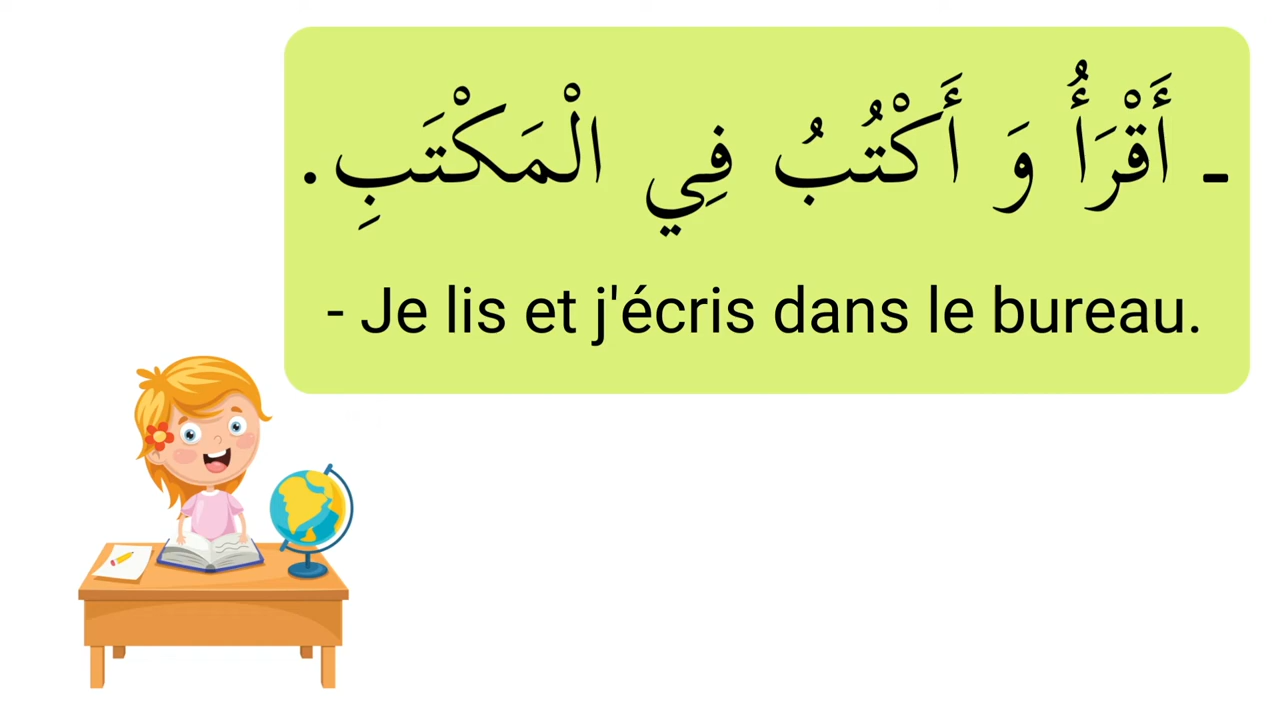 - أَقْرَأُ وَ أَكْتُبُ فِي الْمَكْتَبِ.
- Je lis et j'écris dans le bureau.